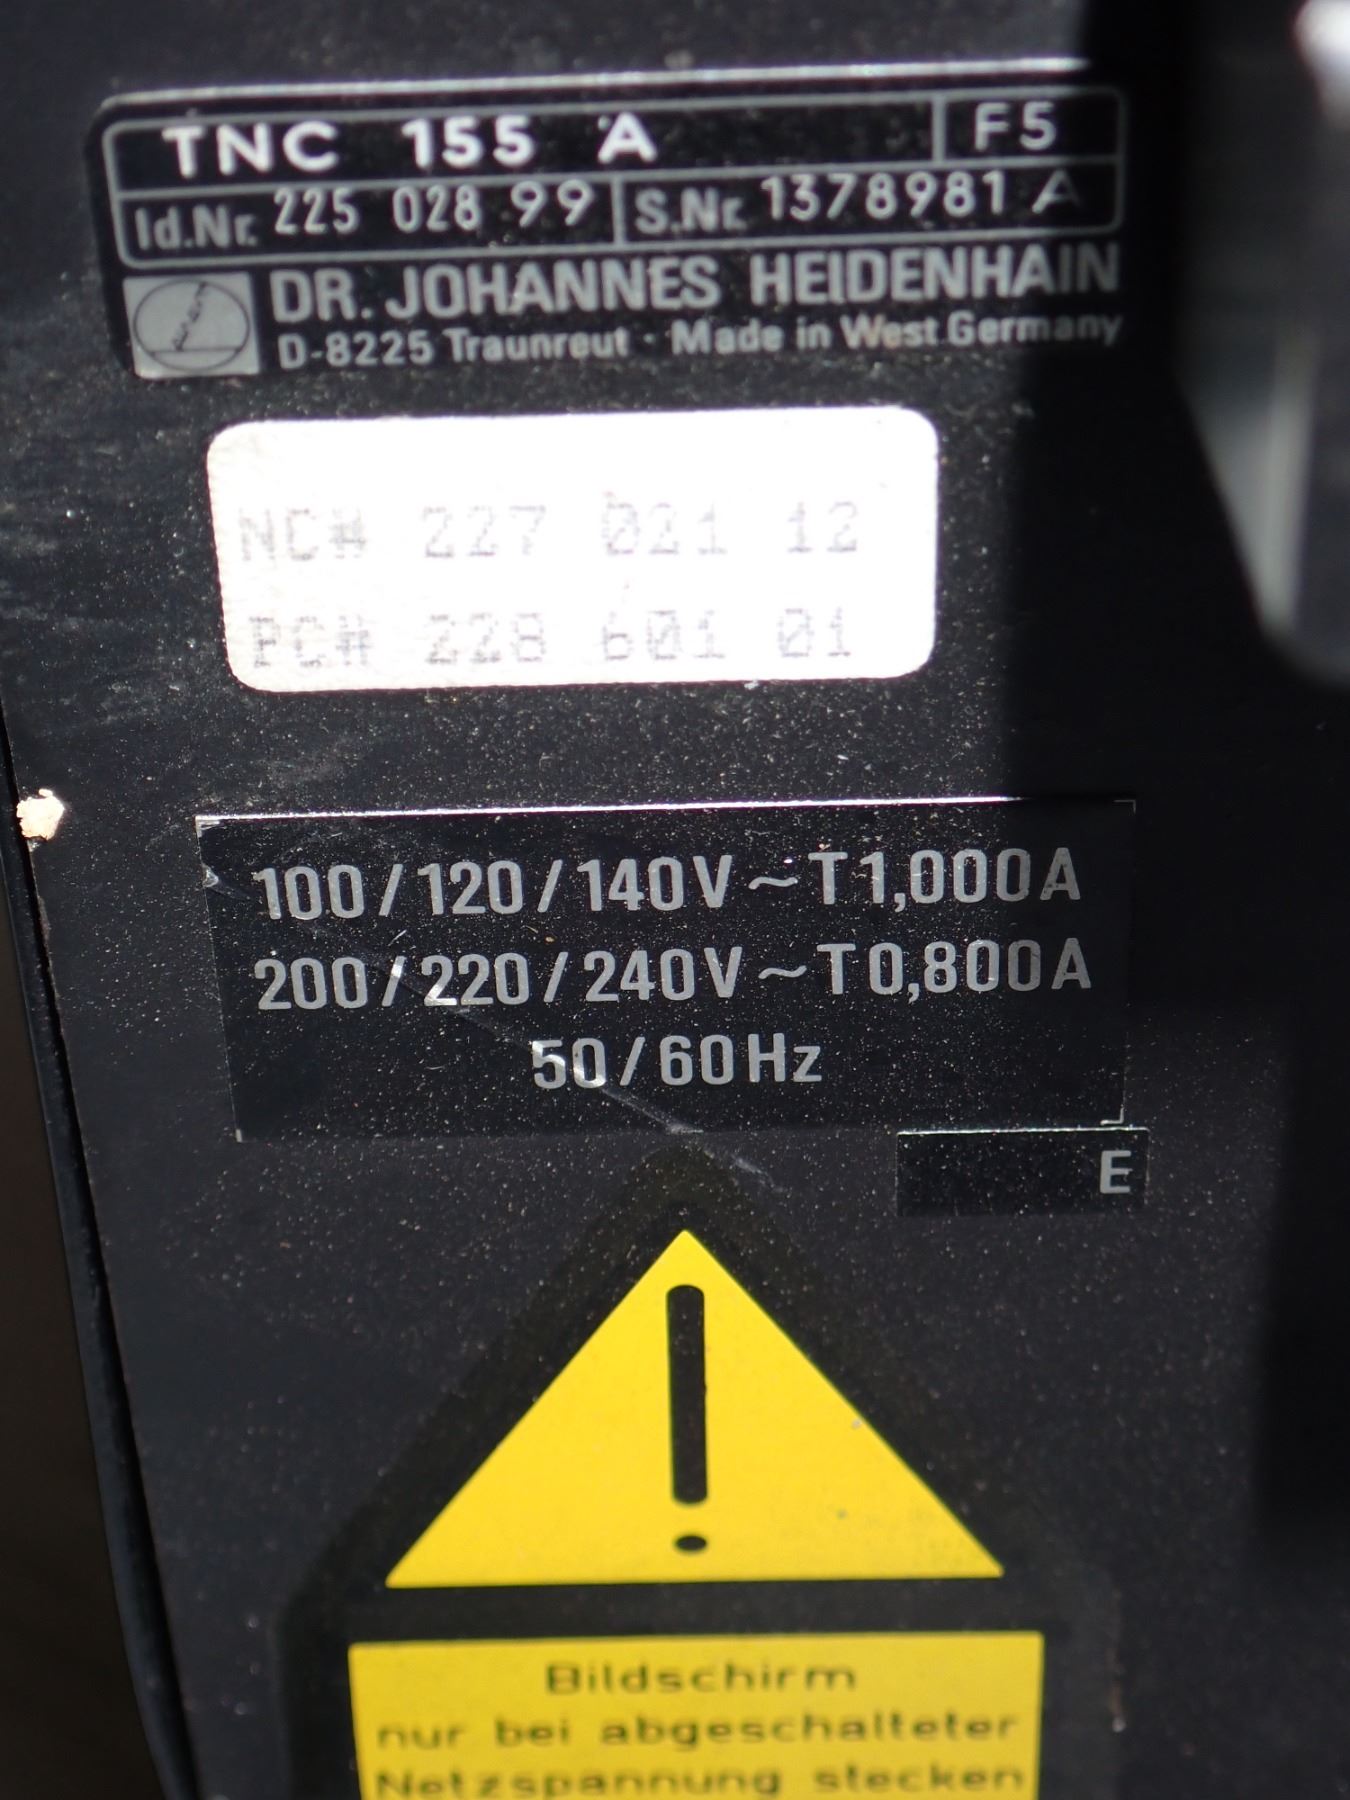 TNC 155 A F5
Id.Nr. 225 028 99 S.Nr. 1378981 A
DR. JOHANNES HEIDENHAIN
D-8225 Traunreut · Made in West Germany
NC# 227 021 12
PC# 228 601 01
100/120/140V~T1,000A
200/220/240V~T0,800A
50/60Hz
E
!
Bildschirm
nur bei abgeschalteter
Netzspannung stecken